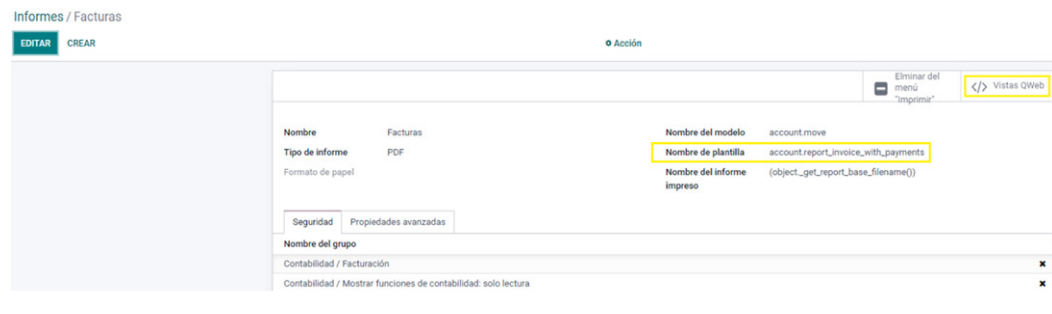 Informes / Facturas
EDITAR CREAR Acción
Elminar del
menú
"imprimir"
</> Vistas QWeb
Nombre Facturas Nombre del modelo account.move
Tipo de informe PDF Nombre de plantilla account.report_invoice_with_payments
Formato de papel Nombre del informe (object._get_report_base_filename())
impreso
Seguridad Propiedades avanzadas
Nombre del grupo
Contabilidad / Facturación
Contabilidad / Mostrar funciones de contabilidad: solo lectura